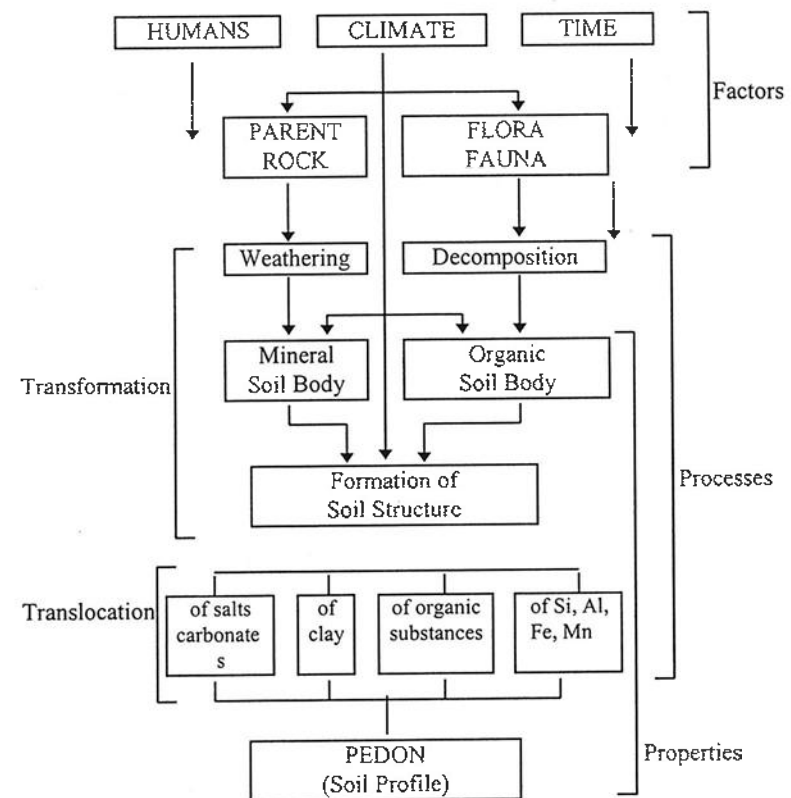 HUMANS
CLIMATE
TIME
Factors
PARENT
ROCK
FLORA
FAUNA
Weathering
Decomposition
Mineral
Soil Body
Organic
Soil Body
Transformation
Formation of
Soil Structure
Processes
Translocation
of salts
carbonate
s
of
clay
of organic
substances
of Si, Al,
Fe, Mn
PEDON
(Soil Profile)
Properties